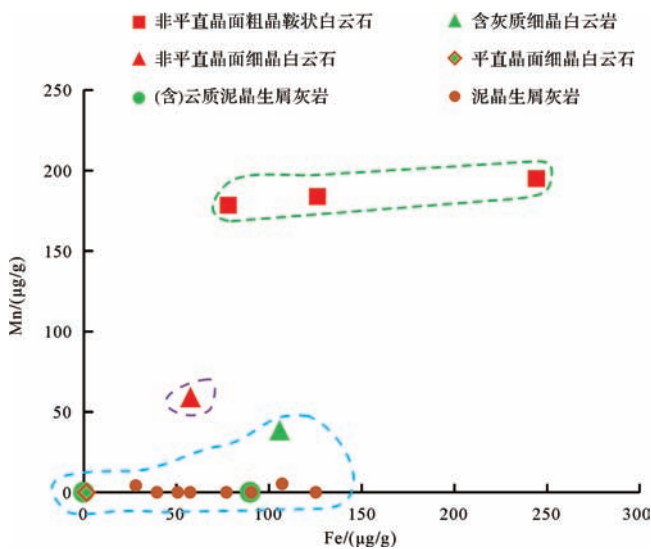 非平直晶面粗晶鞍状白云石
含灰质细晶白云岩
非平直晶面细晶白云石
平直晶面细晶白云石
(含)云质泥晶生屑灰岩
泥晶生屑灰岩
250
200
150
100
50
0
Mn/(μg/g)
0
50
100
150
200
250
300
Fe/(μg/g)